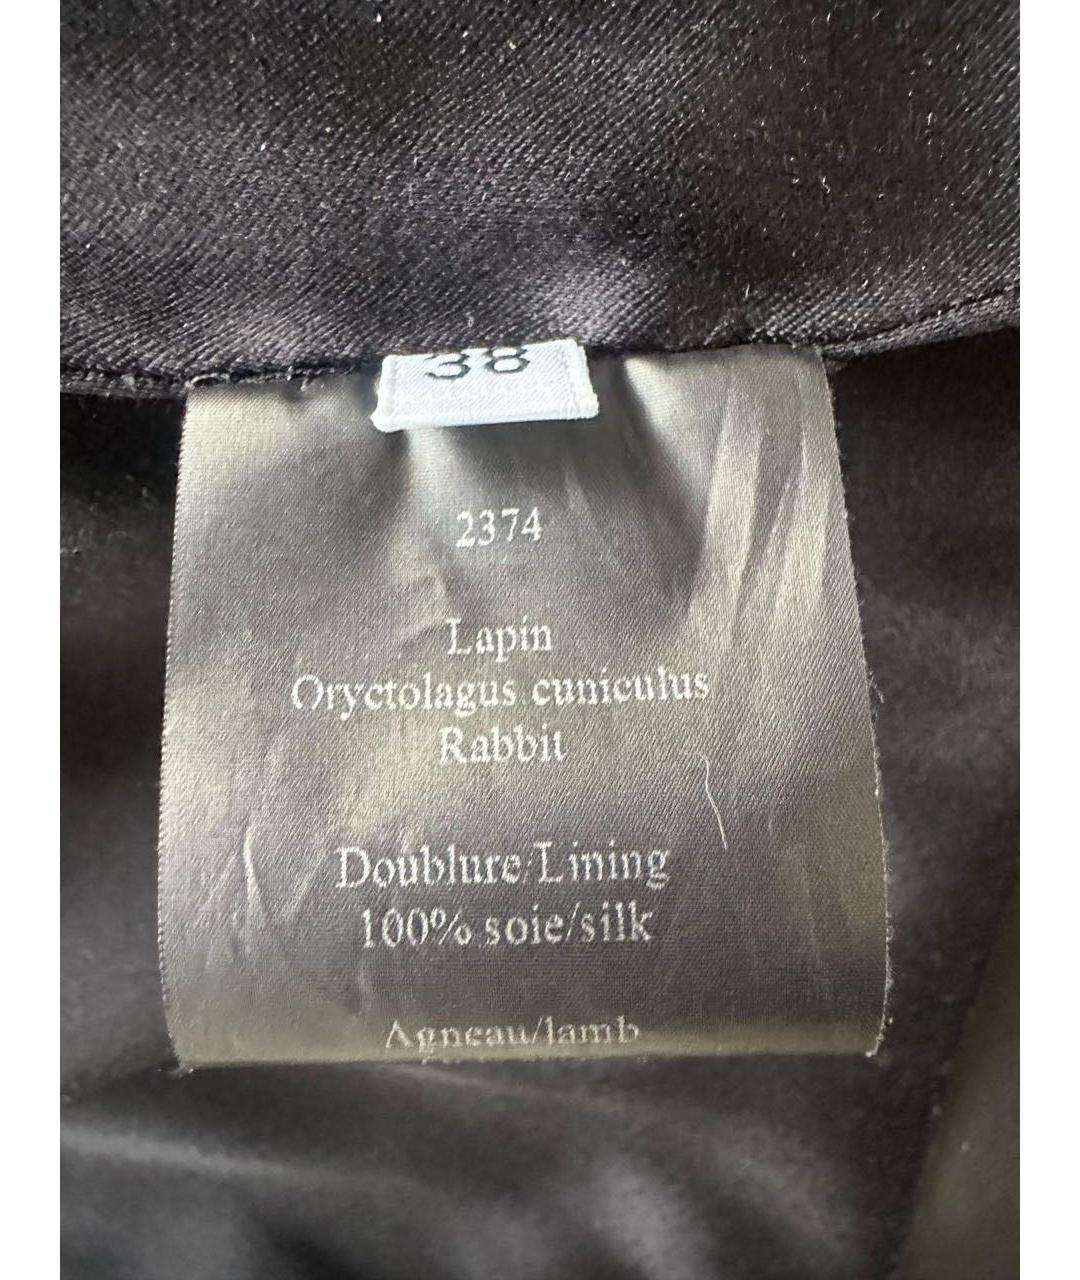 38
2374
Lapin
Oryctolagus cuniculus
Rabbit
Doublure/Lining
100% soie/silk
Agneau/lamb